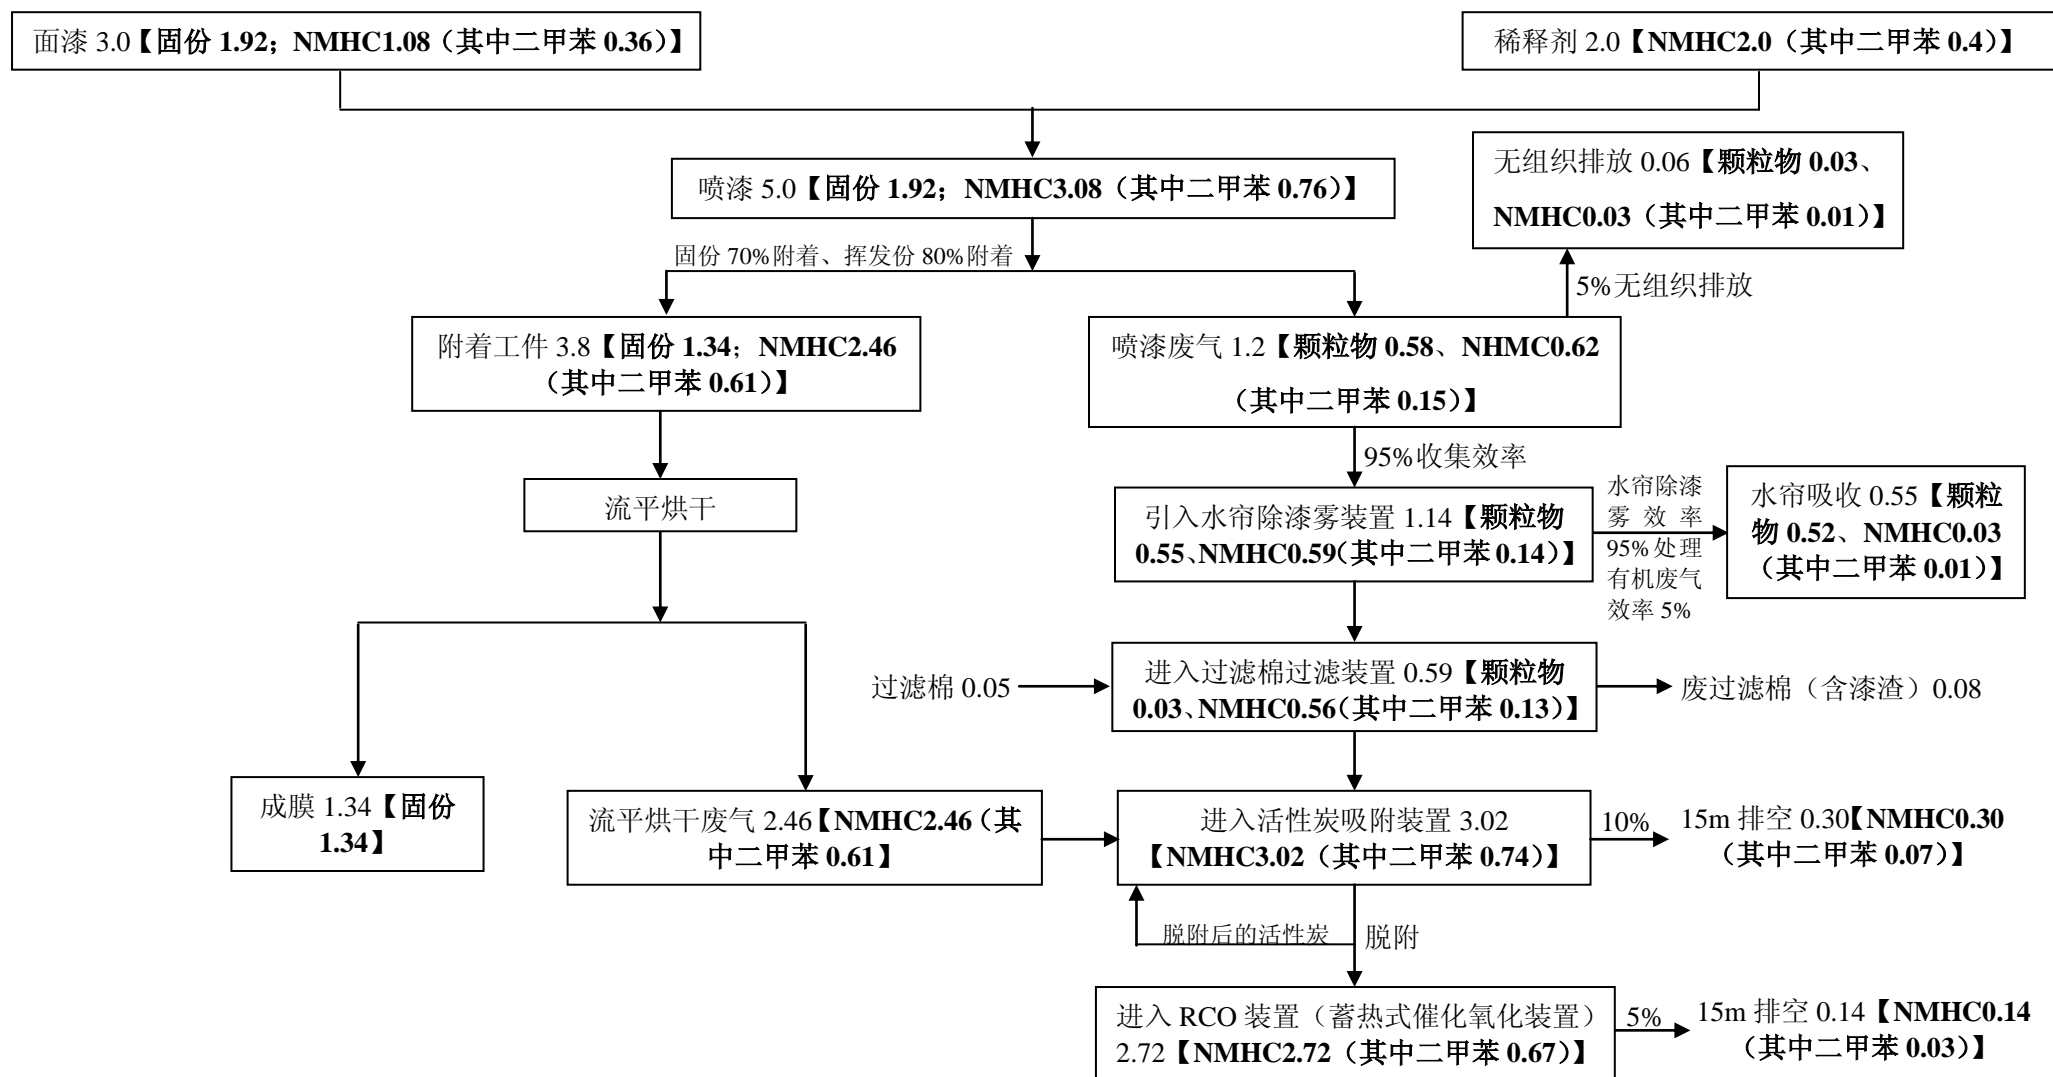 面漆 3.0【固份 1.92；NMHC1.08（其中二甲苯 0.36）】
稀释剂 2.0【NMHC2.0（其中二甲苯 0.4）】
喷漆 5.0【固份 1.92；NMHC3.08（其中二甲苯 0.76）】
无组织排放 0.06【颗粒物 0.03、
NMHC0.03（其中二甲苯 0.01）】
固份 70%附着、挥发份 80%附着
5%无组织排放
附着工件 3.8【固份 1.34；NMHC2.46
（其中二甲苯 0.61）】
喷漆废气 1.2【颗粒物 0.58、NHMC0.62
（其中二甲苯 0.15）】
95%收集效率
流平烘干
引入水帘除漆雾装置 1.14【颗粒物
0.55、NMHC0.59（其中二甲苯 0.14）】
水帘除漆
雾 效 率
95%处理
有机废气
效率 5%
水帘吸收 0.55【颗粒
物 0.52、NMHC0.03
（其中二甲苯 0.01）】
过滤棉 0.05
进入过滤棉过滤装置 0.59【颗粒物
0.03、NMHC0.56（其中二甲苯 0.13）】
废过滤棉（含漆渣）0.08
成膜 1.34【固份
1.34】
流平烘干废气 2.46【NMHC2.46（其
中二甲苯 0.61】
进入活性炭吸附装置 3.02
【NMHC3.02（其中二甲苯 0.74）】
10%
15m 排空 0.30【NMHC0.30
（其中二甲苯 0.07）】
脱附后的活性炭
脱附
进入 RCO 装置（蓄热式催化氧化装置）
2.72【NMHC2.72（其中二甲苯 0.67）】
5%
15m 排空 0.14【NMHC0.14
（其中二甲苯 0.03）】